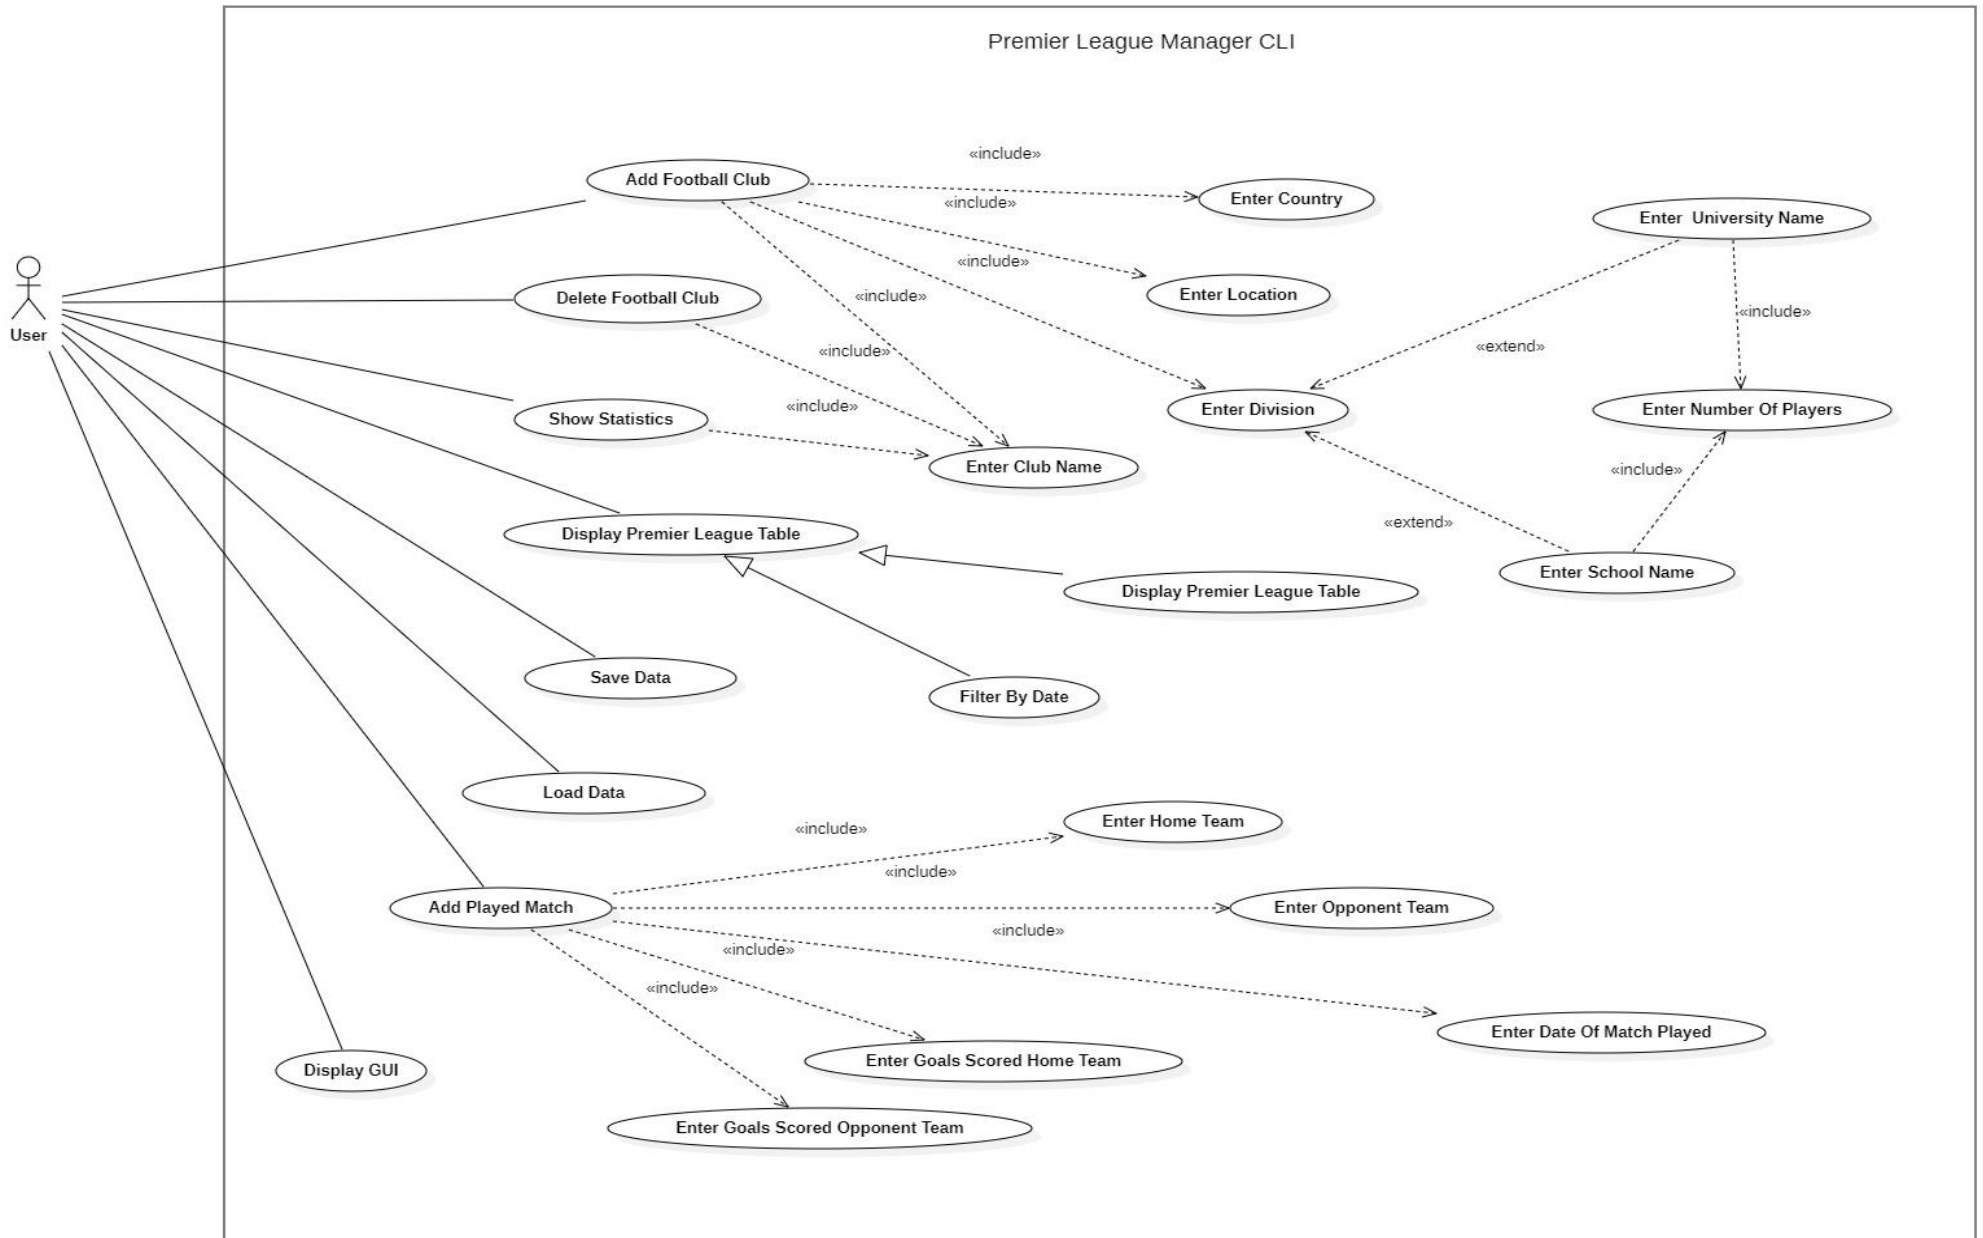 Premier League Manager CLI
«include»
Add Football Club
Enter Country
«include»
Enter  University Name
«include»
User
Delete Football Club
«include»
Enter Location
«include»
«extend»
«include»
«include»
Show Statistics
Enter Division
Enter Number Of Players
Enter Club Name
«include»
«extend»
Display Premier League Table
Enter School Name
Display Premier League Table
Save Data
Filter By Date
Load Data
«include»
Enter Home Team
«include»
Add Played Match
Enter Opponent Team
«include»
«include»
«include»
Enter Date Of Match Played
Enter Goals Scored Home Team
Display GUI
Enter Goals Scored Opponent Team